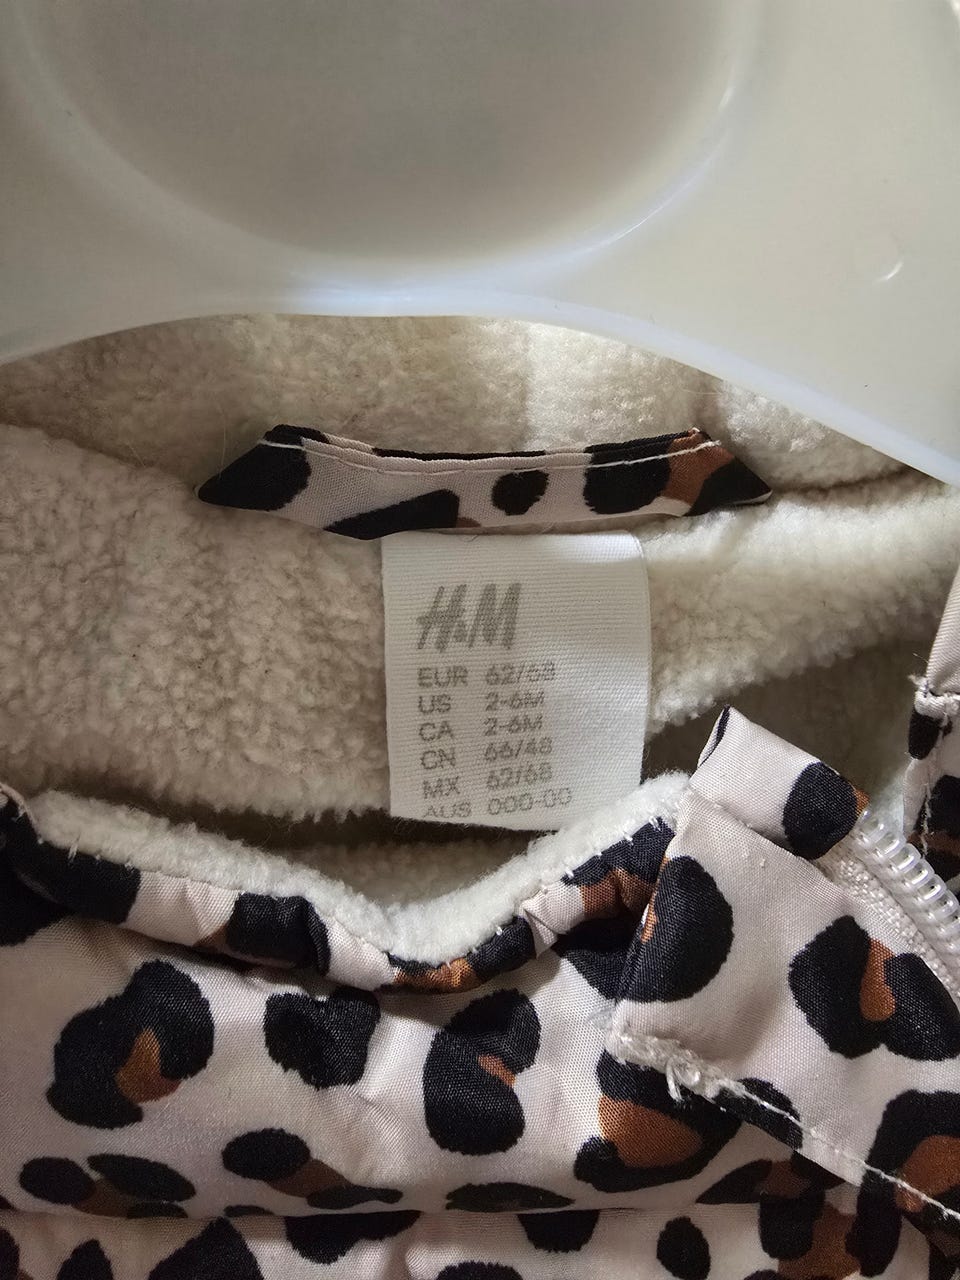 H&M
EUR 62/68
US 2-6M
CA 2-6M
CN 66/48
MX 62/68
AUS 000-00